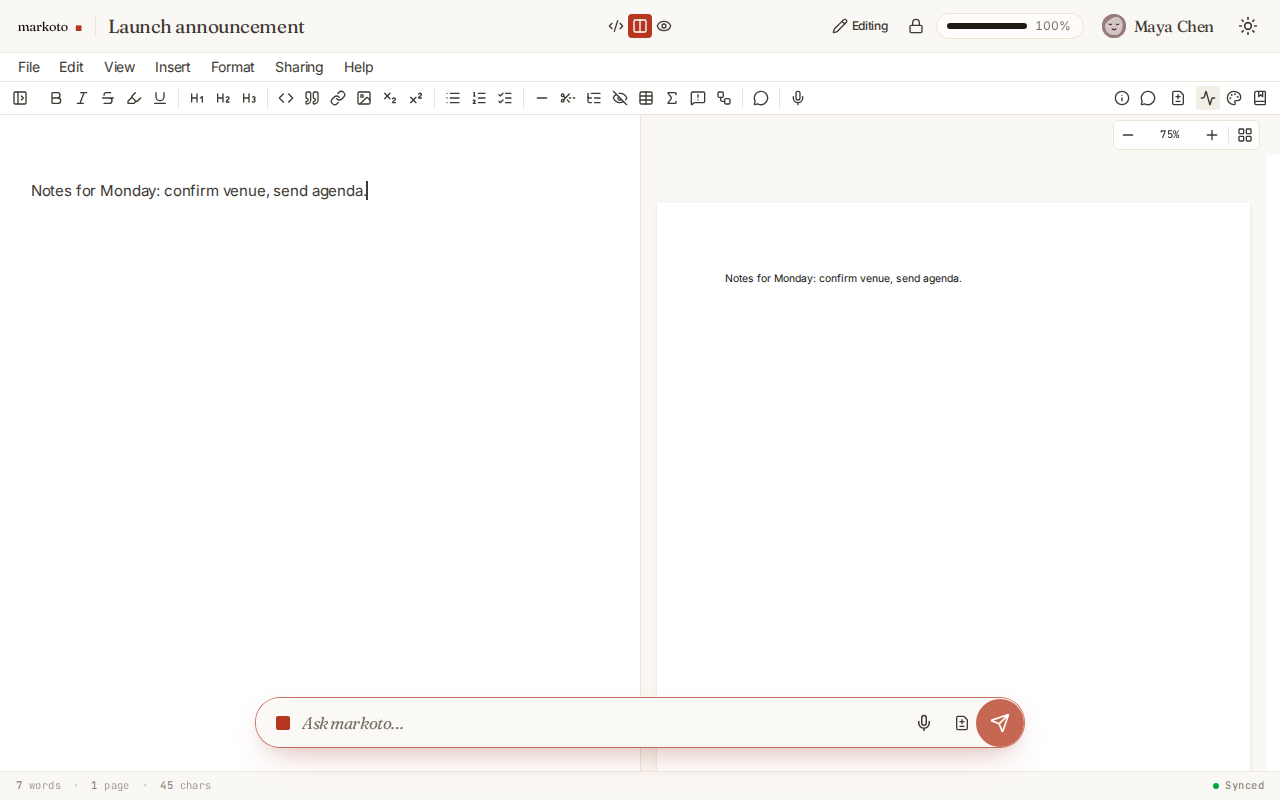 markoto
Launch announcement
Editing
100%
Maya Chen
File Edit View Insert Format Sharing Help
H1 H2 H3
75%
Notes for Monday: confirm venue, send agenda.
Notes for Monday: confirm venue, send agenda.
Ask markoto...
7 words · 1 page · 45 chars
Synced